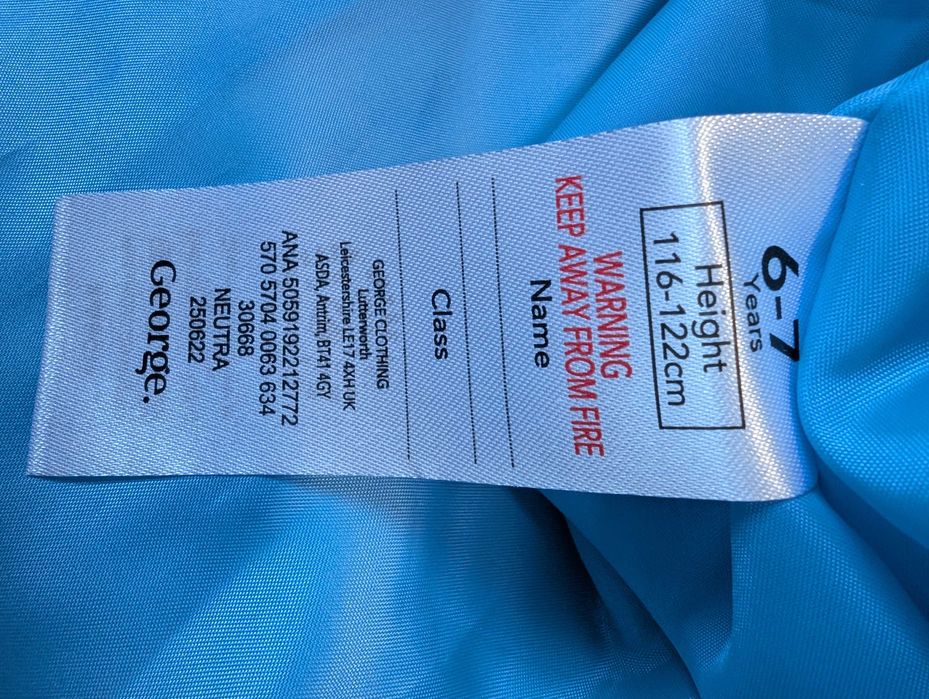 6-7
Years
Height
116-122cm
WARNING
KEEP AWAY FROM FIRE
Name
Class
GEORGE CLOTHING
Lutterworth
Leicestershire LE17 4XH UK
ASDA, Antrim, BT41 4GY
ANA 5059192212772
570 5704 0063 634
30668
NEUTRA
250622
George.